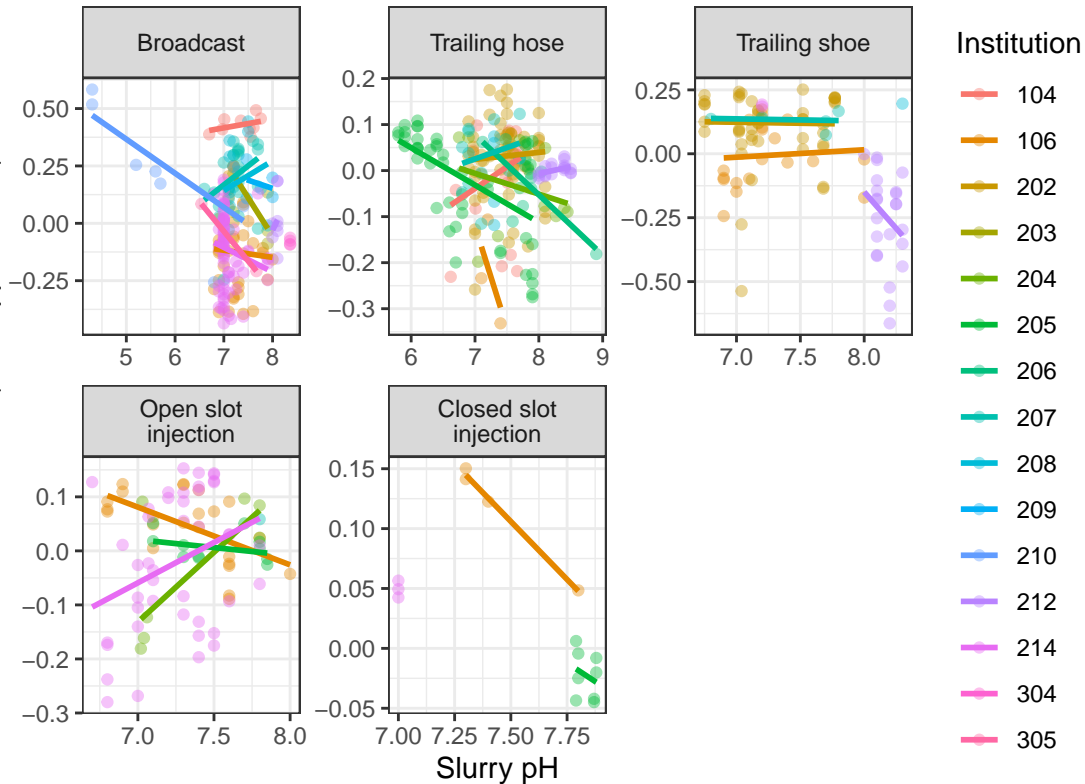 Broadcast
Trailing hose
Trailing shoe
0.50
0.25
0.00
−0.25
5 6 7 8
0.2
0.1
0.0
−0.1
−0.2
−0.3
6 7 8 9
0.25
0.00
−0.25
−0.50
7.0 7.5 8.0
Open slot
injection
Closed slot
injection
0.1
0.0
−0.1
−0.2
−0.3
7.0 7.5 8.0
0.15
0.10
0.05
0.00
−0.05
7.00 7.25 7.50 7.75
Slurry pH
Institution
104
106
202
203
204
205
206
207
208
209
210
212
214
304
305